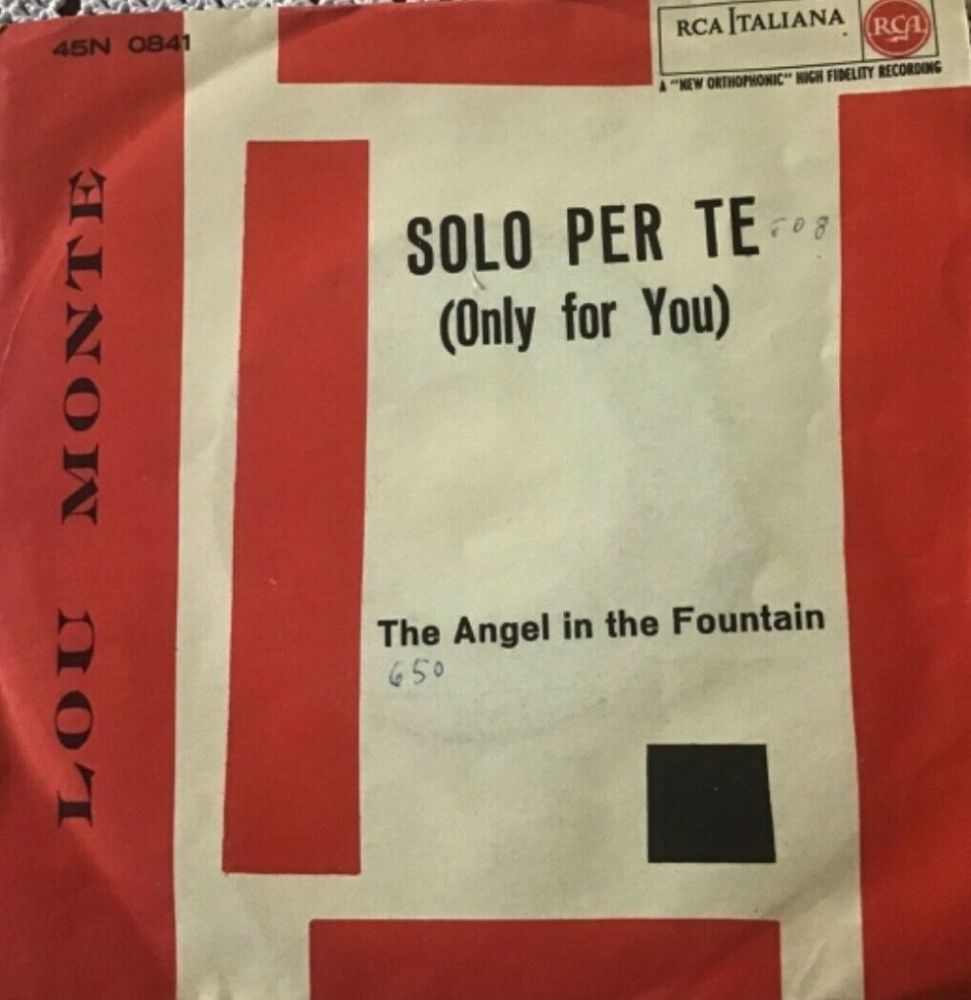 45N 0841
RCA ITALIANA
RCA
A "NEW ORTHOPHONIC" HIGH FIDELITY RECORDING
LOU MONTE
SOLO PER TE
(Only for You)
The Angel in the Fountain
650